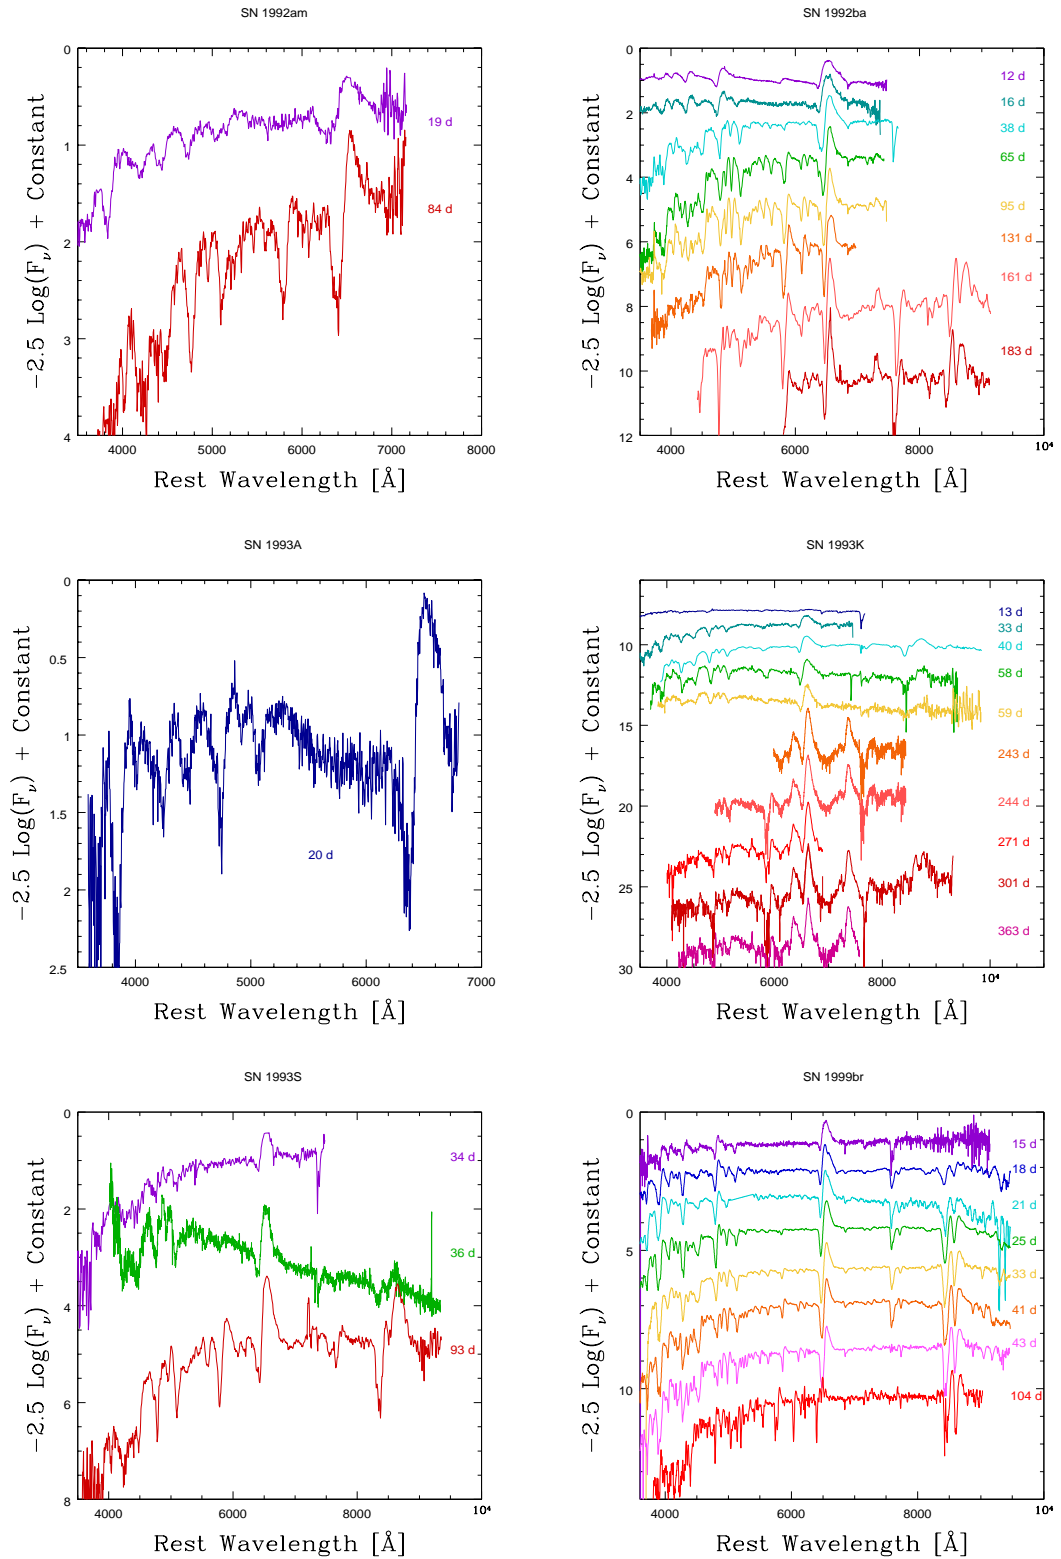 SN 1992am
0
1
2
3
4
4000 5000 6000 7000 8000
−2.5 Log(Fν) + Constant
Rest Wavelength [Å]
19 d
84 d
SN 1992ba
0
2
4
6
8
10
12
4000 6000 8000 10⁴
−2.5 Log(Fν) + Constant
Rest Wavelength [Å]
12 d
16 d
38 d
65 d
95 d
131 d
161 d
183 d
SN 1993A
0
0.5
1
1.5
2
2.5
4000 5000 6000 7000
−2.5 Log(Fν) + Constant
Rest Wavelength [Å]
20 d
SN 1993K
10
15
20
25
30
4000 6000 8000 10⁴
−2.5 Log(Fν) + Constant
Rest Wavelength [Å]
13 d
33 d
40 d
58 d
59 d
243 d
244 d
271 d
301 d
363 d
SN 1993S
0
2
4
6
8
4000 6000 8000 10⁴
−2.5 Log(Fν) + Constant
Rest Wavelength [Å]
34 d
36 d
93 d
SN 1999br
0
5
10
4000 6000 8000 10⁴
−2.5 Log(Fν) + Constant
Rest Wavelength [Å]
15 d
18 d
21 d
25 d
33 d
41 d
43 d
104 d